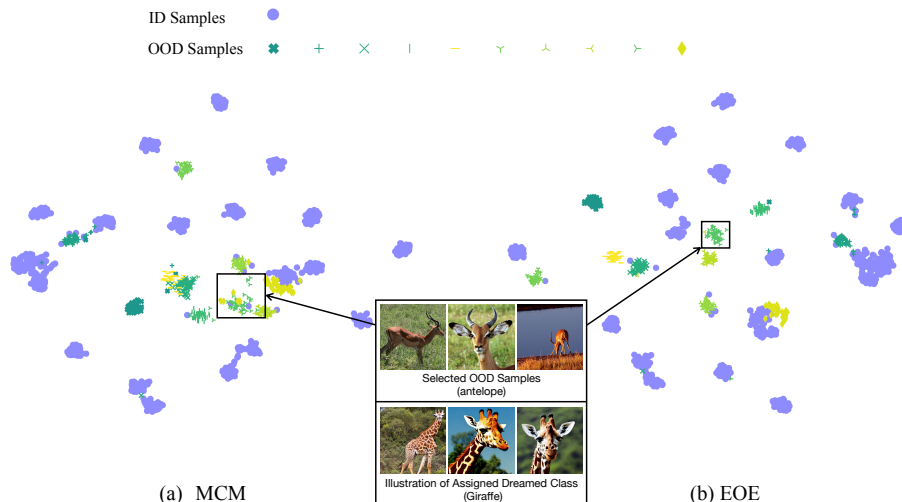 ID Samples
OOD Samples
Selected OOD Samples
(antelope)
Illustration of Assigned Dreamed Class
(Giraffe)
(a) MCM
(b) EOE